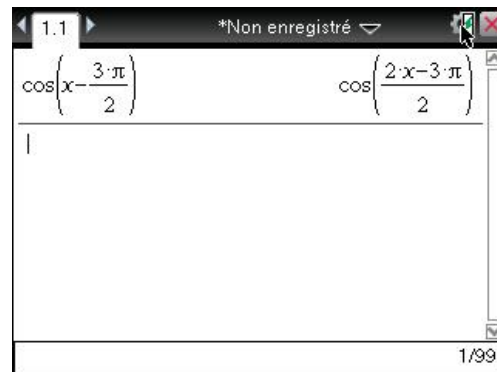 1.1 *Non enregistré
cos(x-3·π/2) cos((2·x-3·π)/2)
1/99